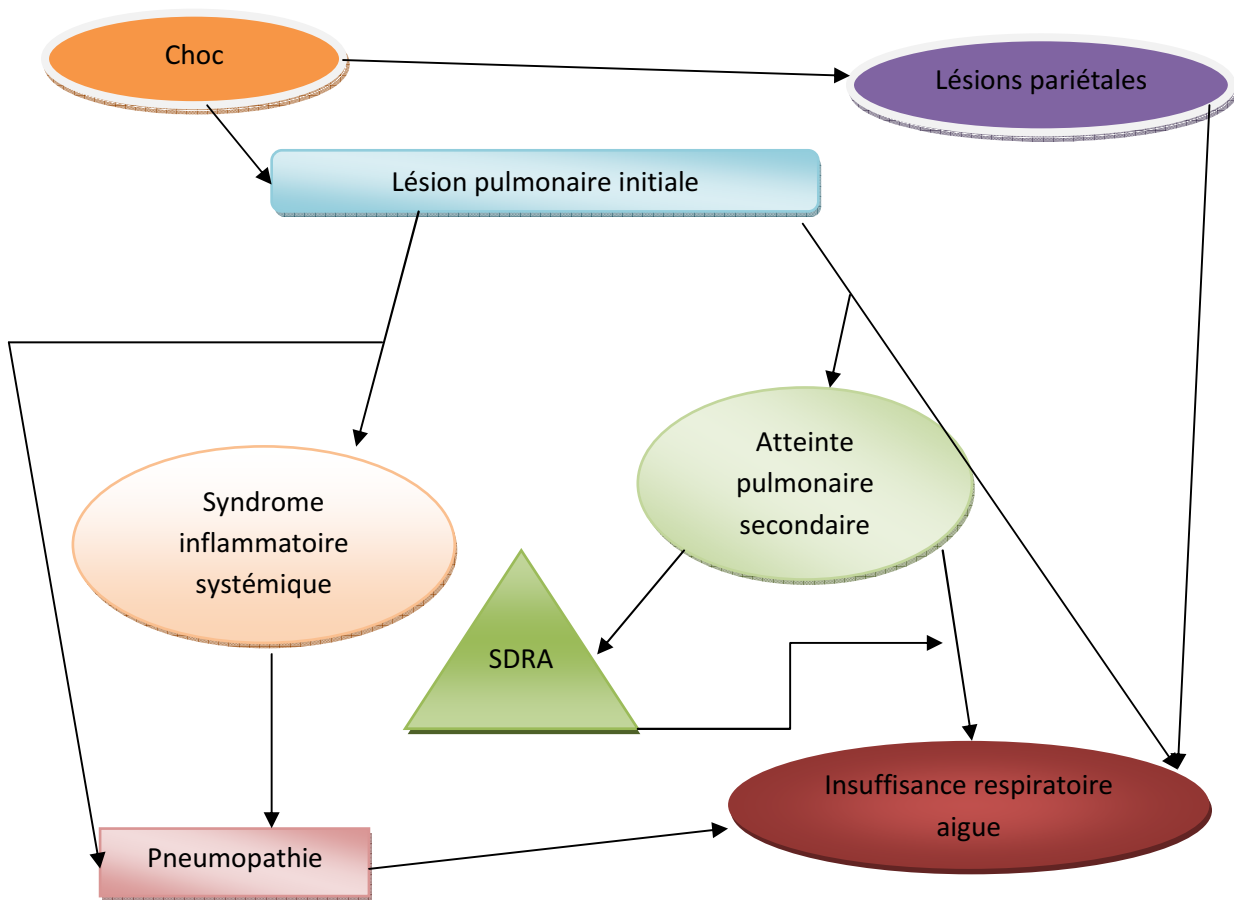 Choc
Lésions pariétales
Lésion pulmonaire initiale
Atteinte
pulmonaire
secondaire
Syndrome
inflammatoire
systémique
SDRA
Insuffisance respiratoire
aigue
Pneumopathie